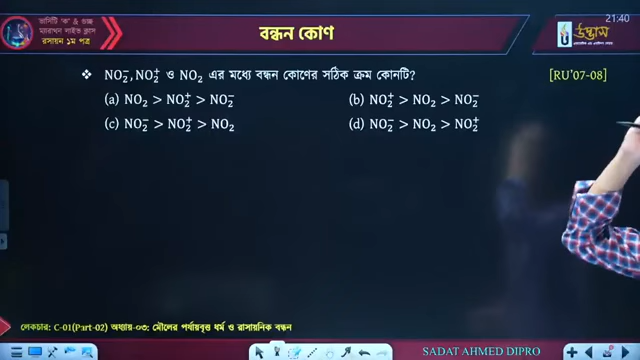 ভার্সিটি 'ক' & গুচ্ছ
ম্যারাথন লাইভ ক্লাস
রসায়ন ১ম পত্র
বন্ধন কোণ
21:40
উদ্ভাস
❖ NO₂⁻, NO₂⁺ ও NO₂ এর মধ্যে বন্ধন কোণের সঠিক ক্রম কোনটি? [RU'07-08]
(a) NO₂ > NO₂⁺ > NO₂⁻ (b) NO₂⁺ > NO₂ > NO₂⁻
(c) NO₂⁻ > NO₂⁺ > NO₂ (d) NO₂⁻ > NO₂ > NO₂⁺
লেকচার: C-01(Part-02) অধ্যায়-০৩: মৌলের পর্যায়বৃত্ত ধর্ম ও রাসায়নিক বন্ধন
SADAT AHMED DIPRO